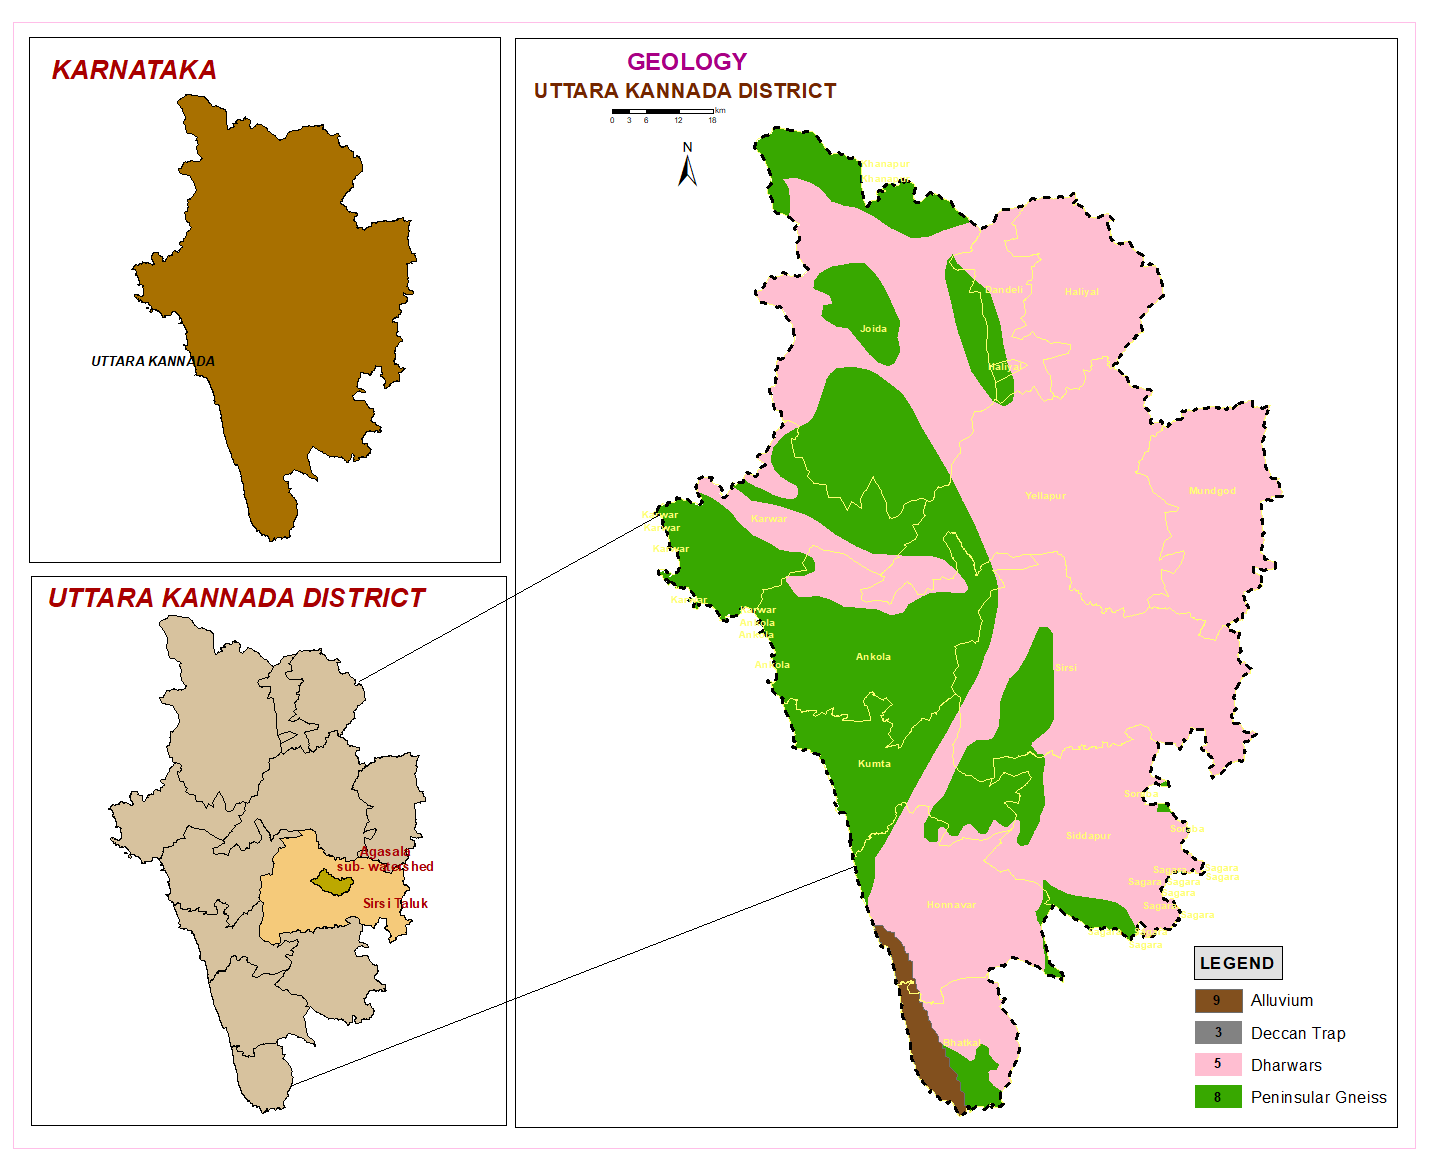 KARNATAKA
UTTARA KANNADA
UTTARA KANNADA DISTRICT
Agasala
sub- watershed
Sirsi Taluk
GEOLOGY
UTTARA KANNADA DISTRICT
km
0 3 6 12 18
N
Khanapur
Khanapur
Dandeli
Haliyal
Joida
Haliyal
Yellapur
Mundgod
Karwar
Karwar
Karwar
Karwar
Karwar
Karwar
Ankola
Ankola
Ankola
Ankola
Sirsi
Kumta
Soraba
Soraba
Siddapur
Sagara
Sagara
Sagara
Sagara
Sagara
Sagara
Sagara
Sagara
Honnavar
Sagara
Sagara
Sagara
Bhatkal
LEGEND
9 Alluvium
3 Deccan Trap
5 Dharwars
8 Peninsular Gneiss